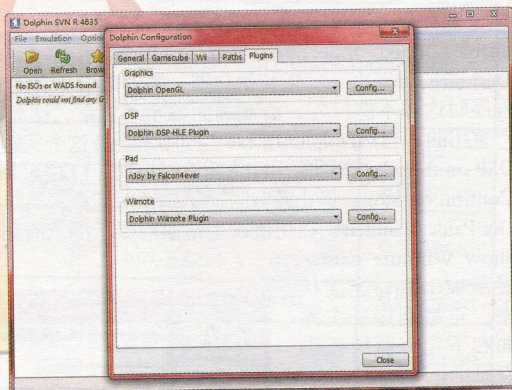 Dolphin SVN R 4635
File Emulation Option
Open Refresh Brow
No ISOs or WADS found
Dolphin could not find any G
Dolphin Configuration
General Gamecube Wii Paths Plugins
Graphics
Dolphin OpenGL Config...
DSP
Dolphin DSP-HLE Plugin Config...
Pad
nJoy by Falcon4ever Config...
Wiimote
Dolphin Wiimote Plugin Config...
Close